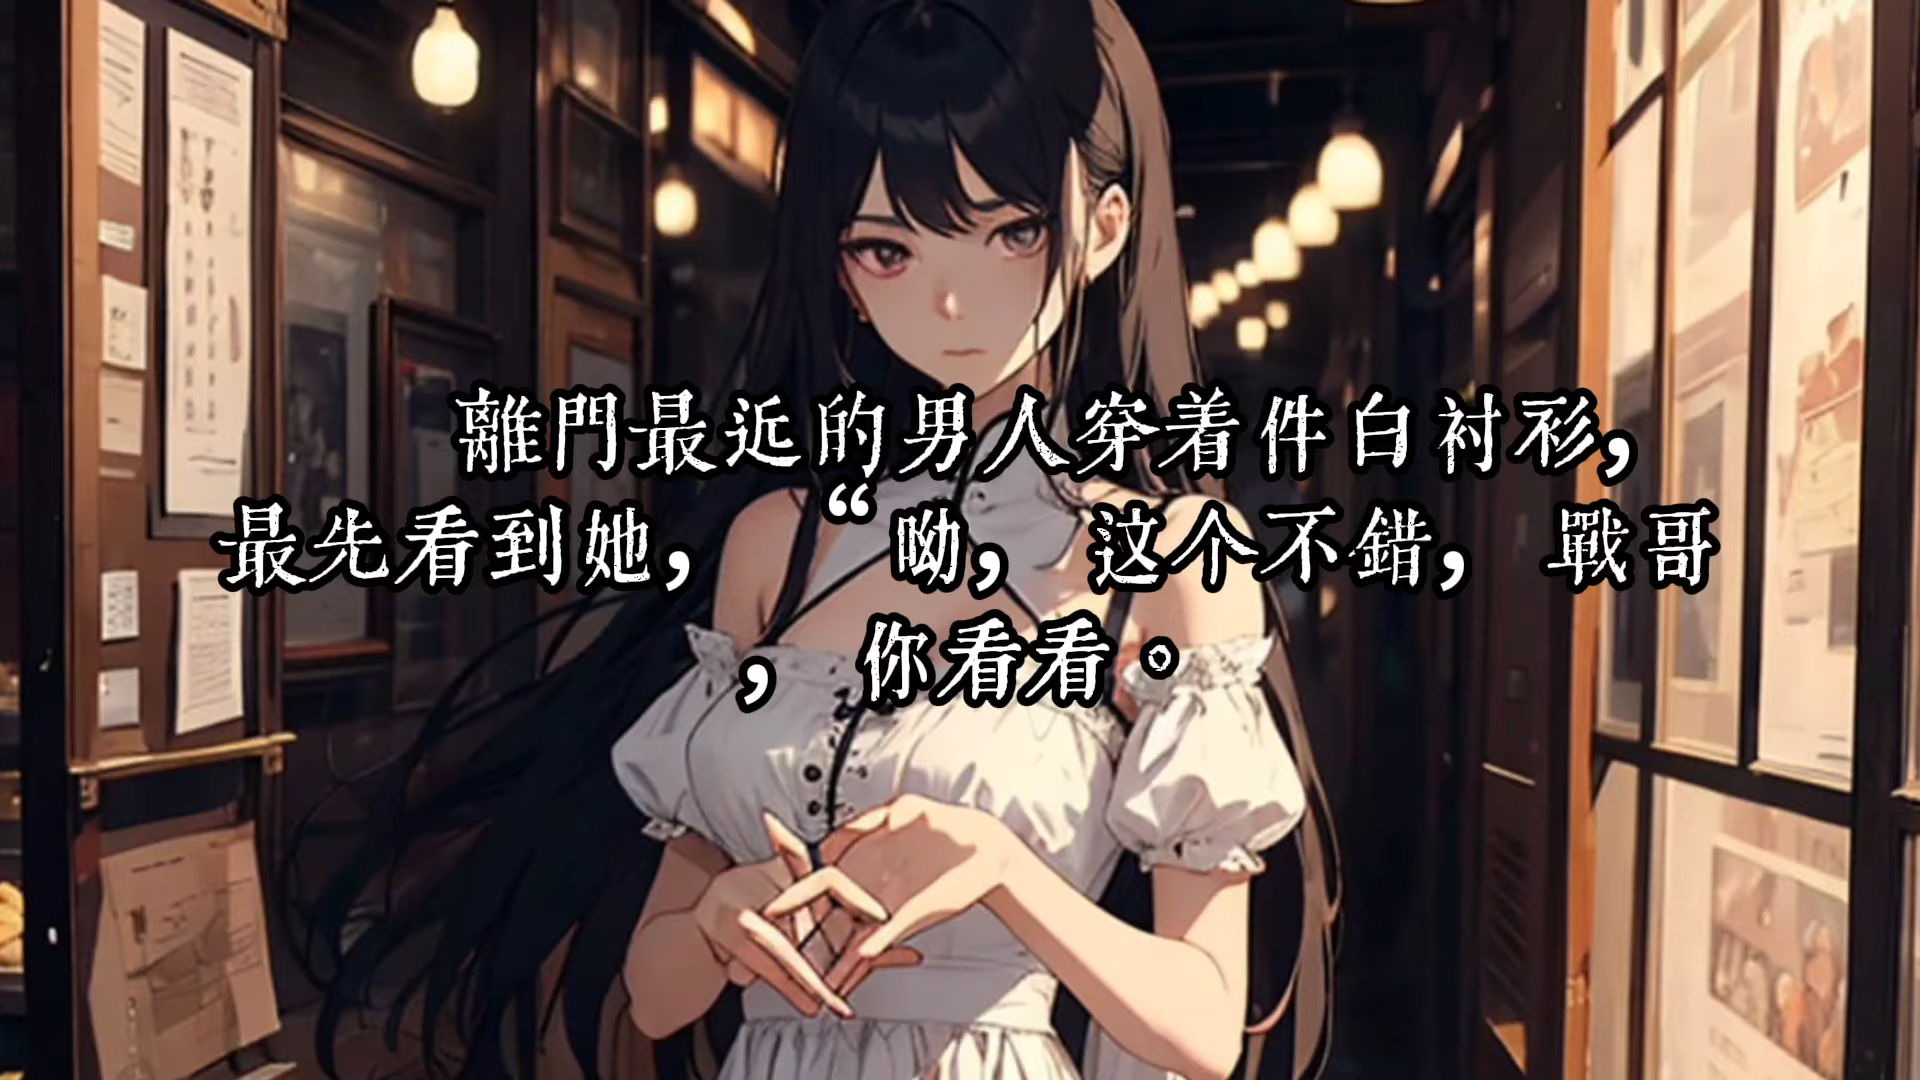 離門最近的男人穿着件白衬衫，
最先看到她，“呦，这个不錯，戰哥
，你看看。